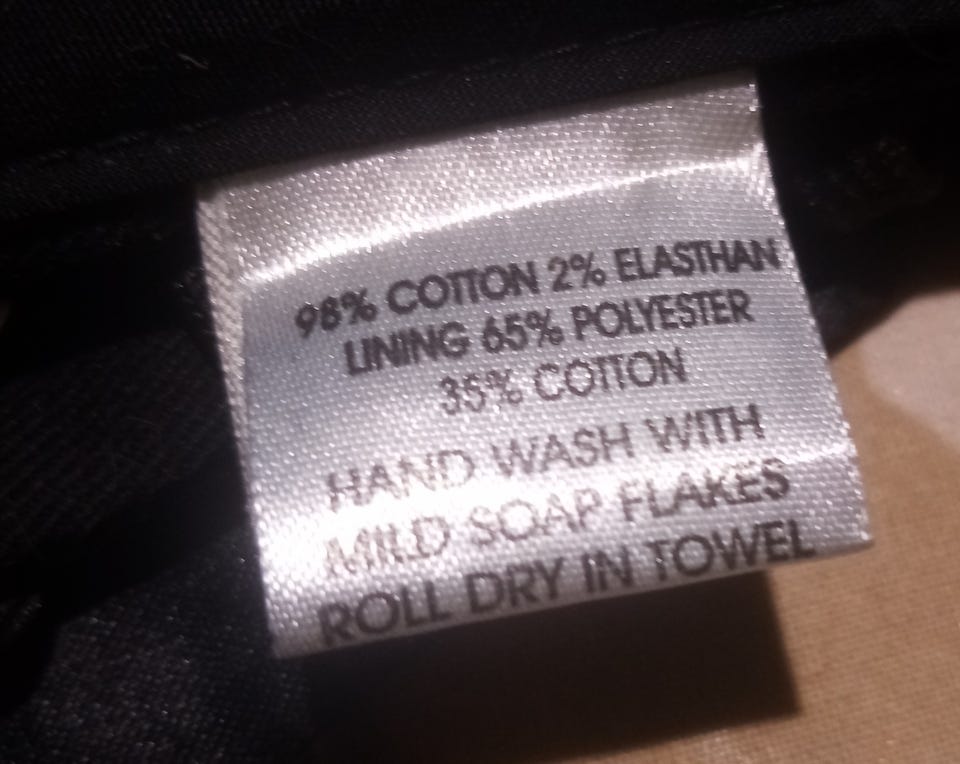 98% COTTON 2% ELASTHAN
LINING 65% POLYESTER
35% COTTON
HAND WASH WITH
MILD SOAP FLAKES
ROLL DRY IN TOWEL